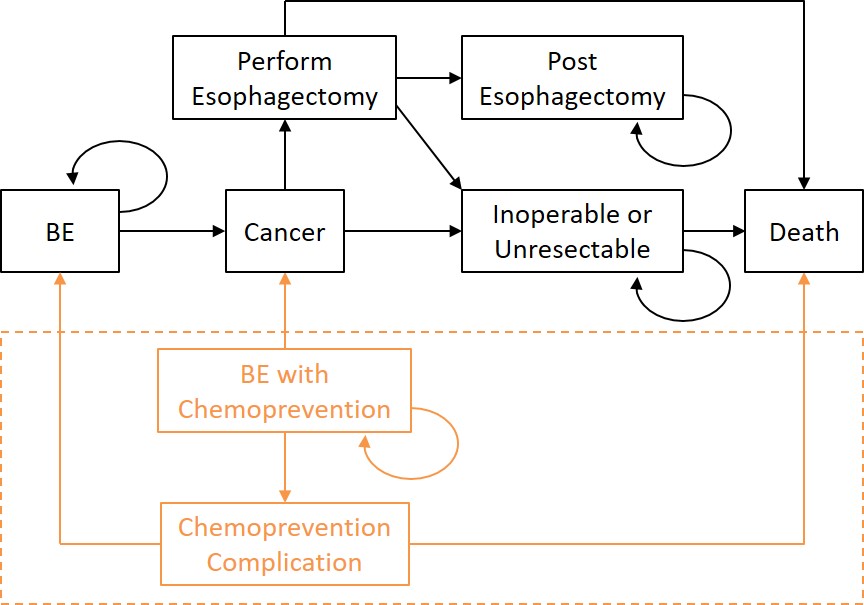 Perform
Esophagectomy
Post
Esophagectomy
BE
Cancer
Inoperable or
Unresectable
Death
BE with
Chemoprevention
Chemoprevention
Complication